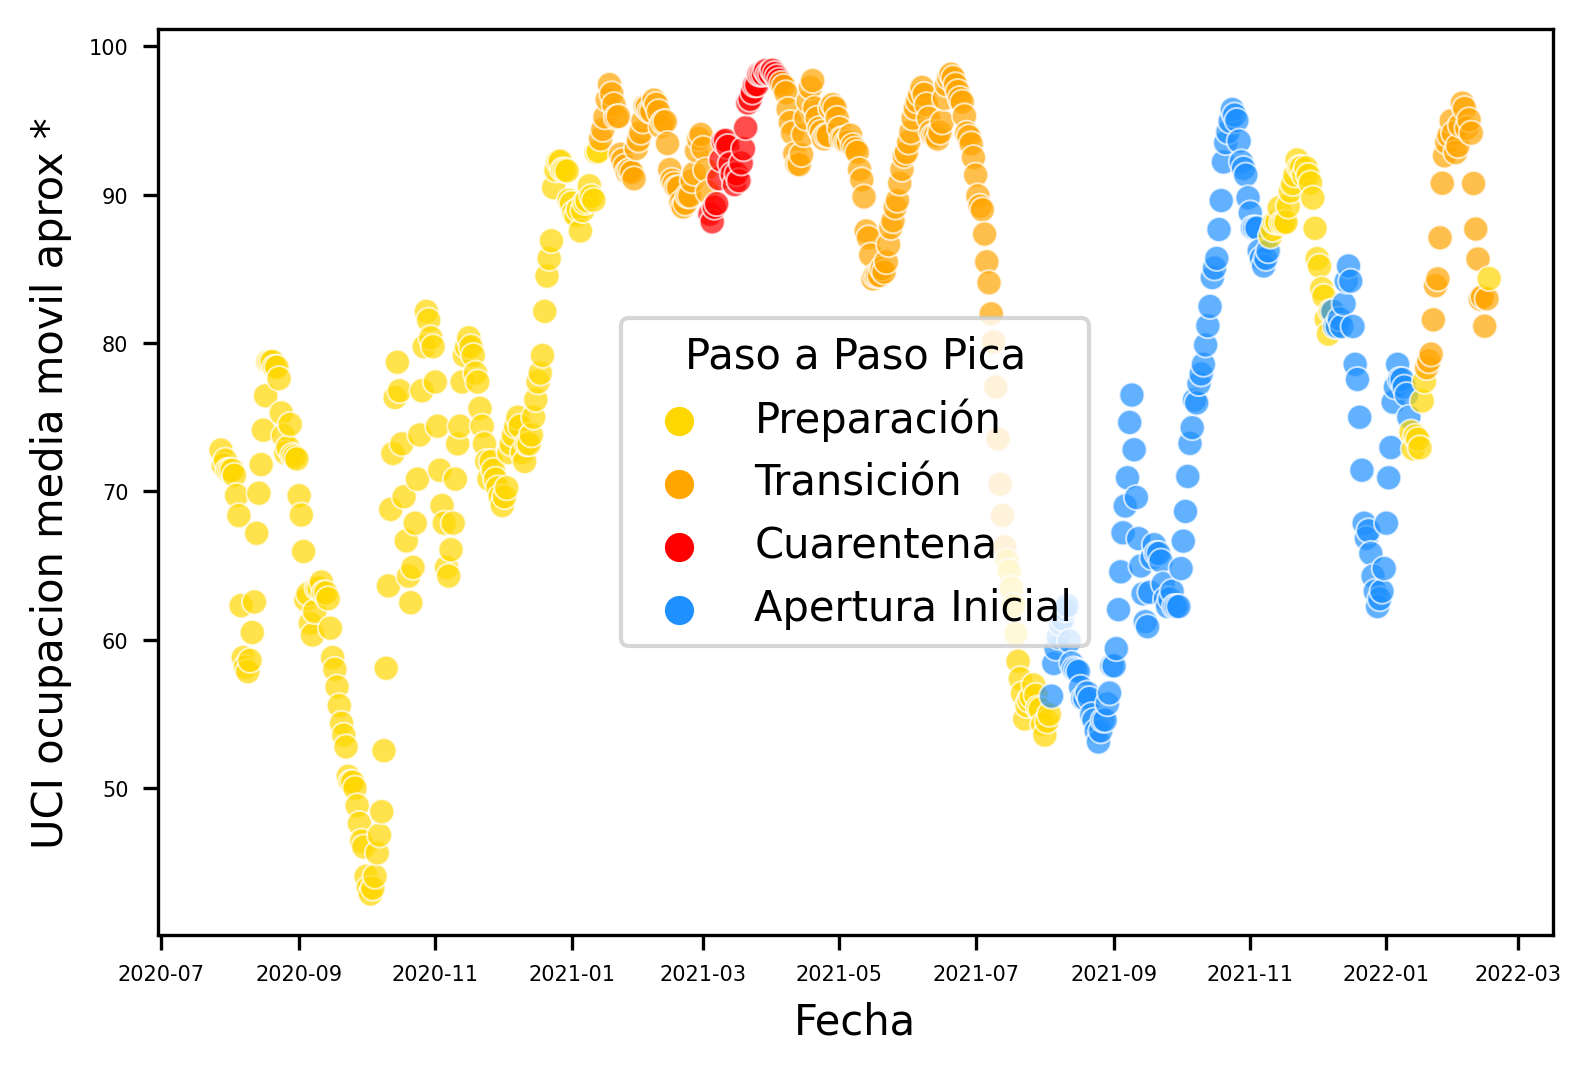 UCI ocupacion media movil aprox *
100
90
80
70
60
50
Paso a Paso Pica
Preparación
Transición
Cuarentena
Apertura Inicial
2020-07 2020-09 2020-11 2021-01 2021-03 2021-05 2021-07 2021-09 2021-11 2022-01 2022-03
Fecha